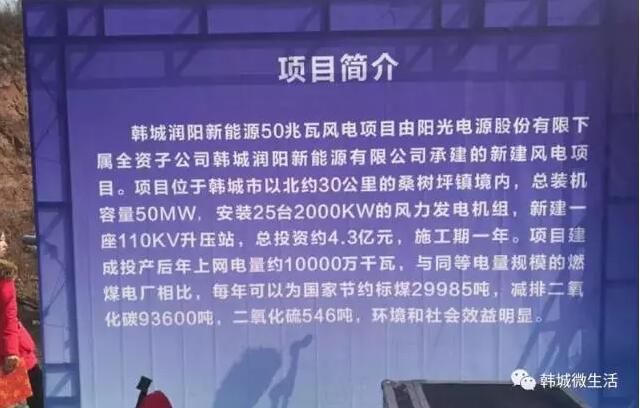 项目简介
韩城润阳新能源50兆瓦风电项目由阳光电源股份有限下
属全资子公司韩城润阳新能源有限公司承建的新建风电项
目。项目位于韩城市以北约30公里的桑树坪镇境内，总装机
容量50MW，安装25台2000KW的风力发电机组，新建一
座110KV升压站，总投资约4.3亿元，施工期一年。项目建
成投产后年上网电量约10000万千瓦，与同等电量规模的燃
煤电厂相比，每年可以为国家节约标煤29985吨，减排二氧
化碳93600吨，二氧化硫546吨，环境和社会效益明显。
韩城微生活